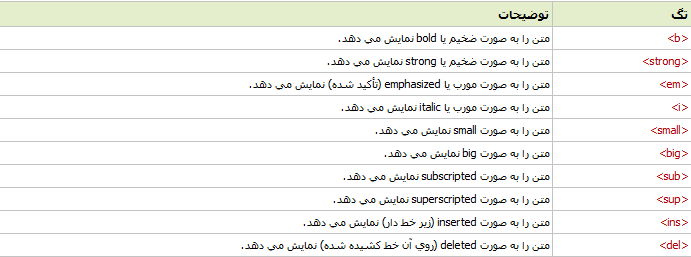 تگ توضیحات
<b> متن را به صورت ضخیم یا bold نمایش می دهد.
<strong> متن را به صورت ضخیم یا strong نمایش می دهد.
<em> متن را به صورت مورب یا emphasized (تأکید شده) نمایش می دهد.
<i> متن را به صورت مورب یا italic نمایش می دهد.
<small> متن را به صورت small نمایش می دهد.
<big> متن را به صورت big نمایش می دهد.
<sub> متن را به صورت subscripted نمایش می دهد.
<sup> متن را به صورت superscripted نمایش می دهد.
<ins> متن را به صورت inserted (زیر خط دار) نمایش می دهد.
<del> متن را به صورت deleted (روي آن خط کشیده شده) نمایش می دهد.